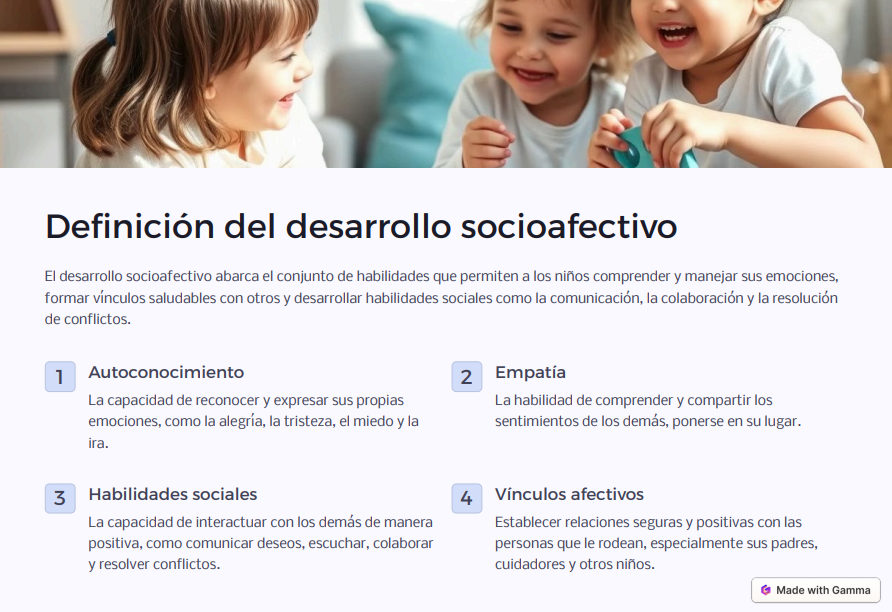 Definición del desarrollo socioafectivo
El desarrollo socioafectivo abarca el conjunto de habilidades que permiten a los niños comprender y manejar sus emociones,
formar vínculos saludables con otros y desarrollar habilidades sociales como la comunicación, la colaboración y la resolución
de conflictos.
1 Autoconocimiento
La capacidad de reconocer y expresar sus propias
emociones, como la alegría, la tristeza, el miedo y la
ira.
2 Empatía
La habilidad de comprender y compartir los
sentimientos de los demás, ponerse en su lugar.
3 Habilidades sociales
La capacidad de interactuar con los demás de manera
positiva, como comunicar deseos, escuchar, colaborar
y resolver conflictos.
4 Vínculos afectivos
Establecer relaciones seguras y positivas con las
personas que le rodean, especialmente sus padres,
cuidadores y otros niños.
Made with Gamma